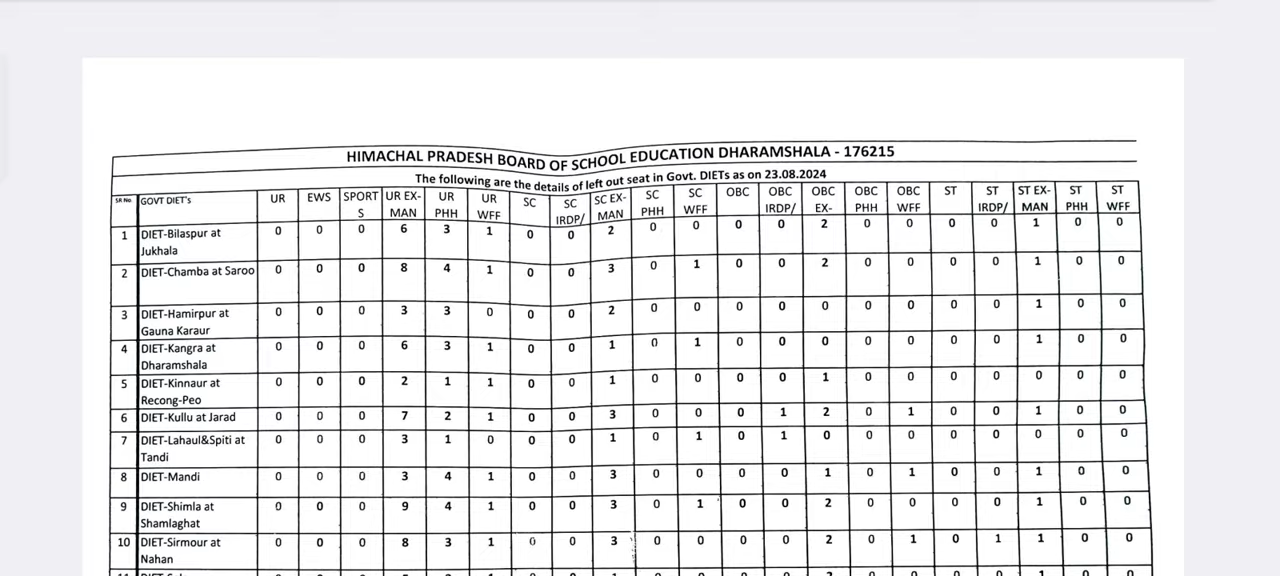 HIMACHAL PRADESH BOARD OF SCHOOL EDUCATION DHARAMSHALA - 176215
The following are the details of left out seat in Govt. DIETs as on 23.08.2024
SR No. GOVT DIET's UR EWS SPORTS UR EX-MAN UR PHH UR WFF SC SC IRDP/ SC EX-MAN SC PHH SC WFF OBC OBC IRDP/ OBC EX- OBC PHH OBC WFF ST ST IRDP/ ST EX-MAN ST PHH ST WFF
1 DIET-Bilaspur at Jukhala 0 0 0 6 3 1 0 0 2 0 0 0 0 2 0 0 0 0 1 0 0
2 DIET-Chamba at Saroo 0 0 0 8 4 1 0 0 3 0 1 0 0 2 0 0 0 0 1 0 0
3 DIET-Hamirpur at Gauna Karaur 0 0 0 3 3 0 0 0 2 0 0 0 0 0 0 0 0 0 1 0 0
4 DIET-Kangra at Dharamshala 0 0 0 6 3 1 0 0 1 0 1 0 0 0 0 0 0 0 1 0 0
5 DIET-Kinnaur at Recong-Peo 0 0 0 2 1 1 0 0 1 0 0 0 0 1 0 0 0 0 0 0 0
6 DIET-Kullu at Jarad 0 0 0 7 2 1 0 0 3 0 0 0 1 2 0 1 0 0 1 0 0
7 DIET-Lahaul&Spiti at Tandi 0 0 0 3 1 0 0 0 1 0 1 0 1 0 0 0 0 0 0 0 0
8 DIET-Mandi 0 0 0 3 4 1 0 0 3 0 0 0 0 1 0 1 0 0 1 0 0
9 DIET-Shimla at Shamlaghat 0 0 0 9 4 1 0 0 3 0 1 0 0 2 0 0 0 0 1 0 0
10 DIET-Sirmour at Nahan 0 0 0 8 3 1 0 0 3 0 0 0 0 2 0 1 0 1 1 0 0